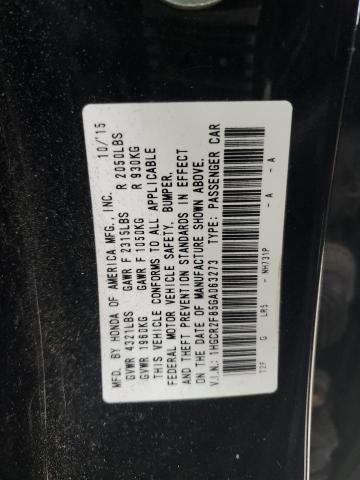 MFD. BY HONDA OF AMERICA MFG., INC. 10/15
GVWR 4321LBS GAWR F 2315LBS R 2050LBS
GVWR 1960KG GAWR F 1050KG R 930KG
THIS VEHICLE CONFORMS TO ALL APPLICABLE
FEDERAL MOTOR VEHICLE SAFETY, BUMPER,
AND THEFT PREVENTION STANDARDS IN EFFECT
ON THE DATE OF MANUFACTURE SHOWN ABOVE.
V.I.N.: 1HGCR2F85GA063273 TYPE: PASSENGER CAR
T2F G LR5 NH731P - A - A